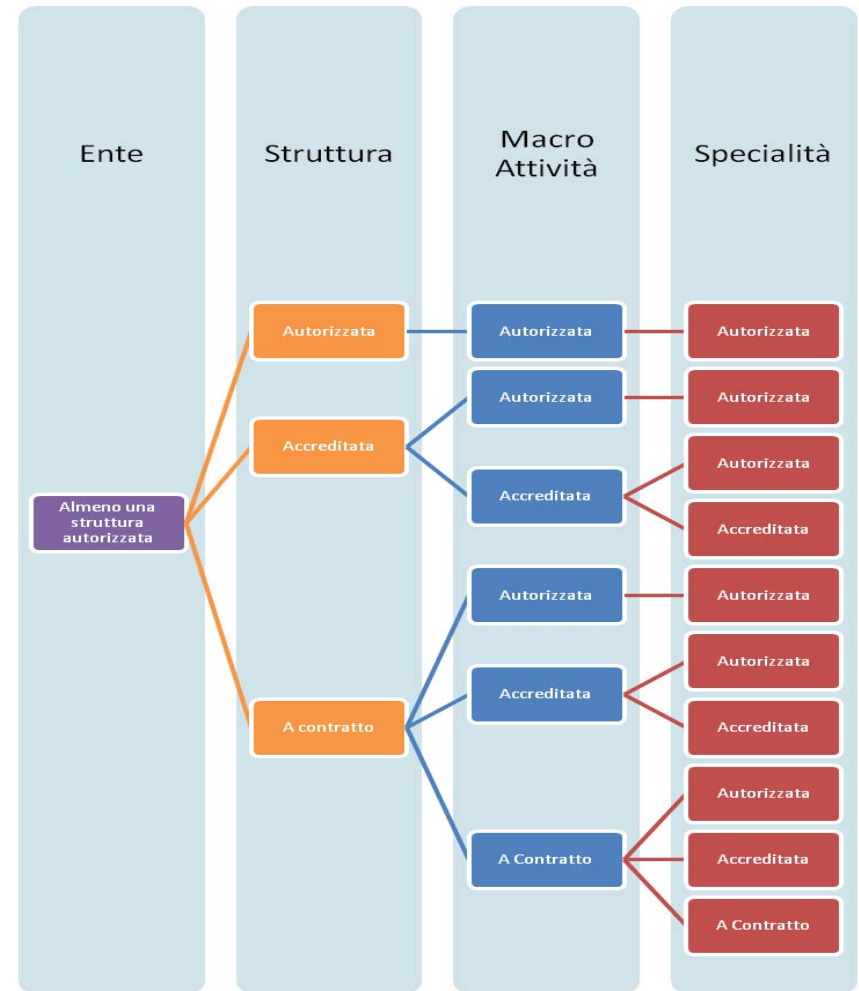 Ente
Struttura
Macro
Attività
Specialità
Almeno una
struttura
autorizzata
Autorizzata
Accreditata
A contratto
Autorizzata
Autorizzata
Accreditata
Autorizzata
Accreditata
A Contratto
Autorizzata
Autorizzata
Autorizzata
Accreditata
Autorizzata
Autorizzata
Accreditata
Autorizzata
Accreditata
A Contratto